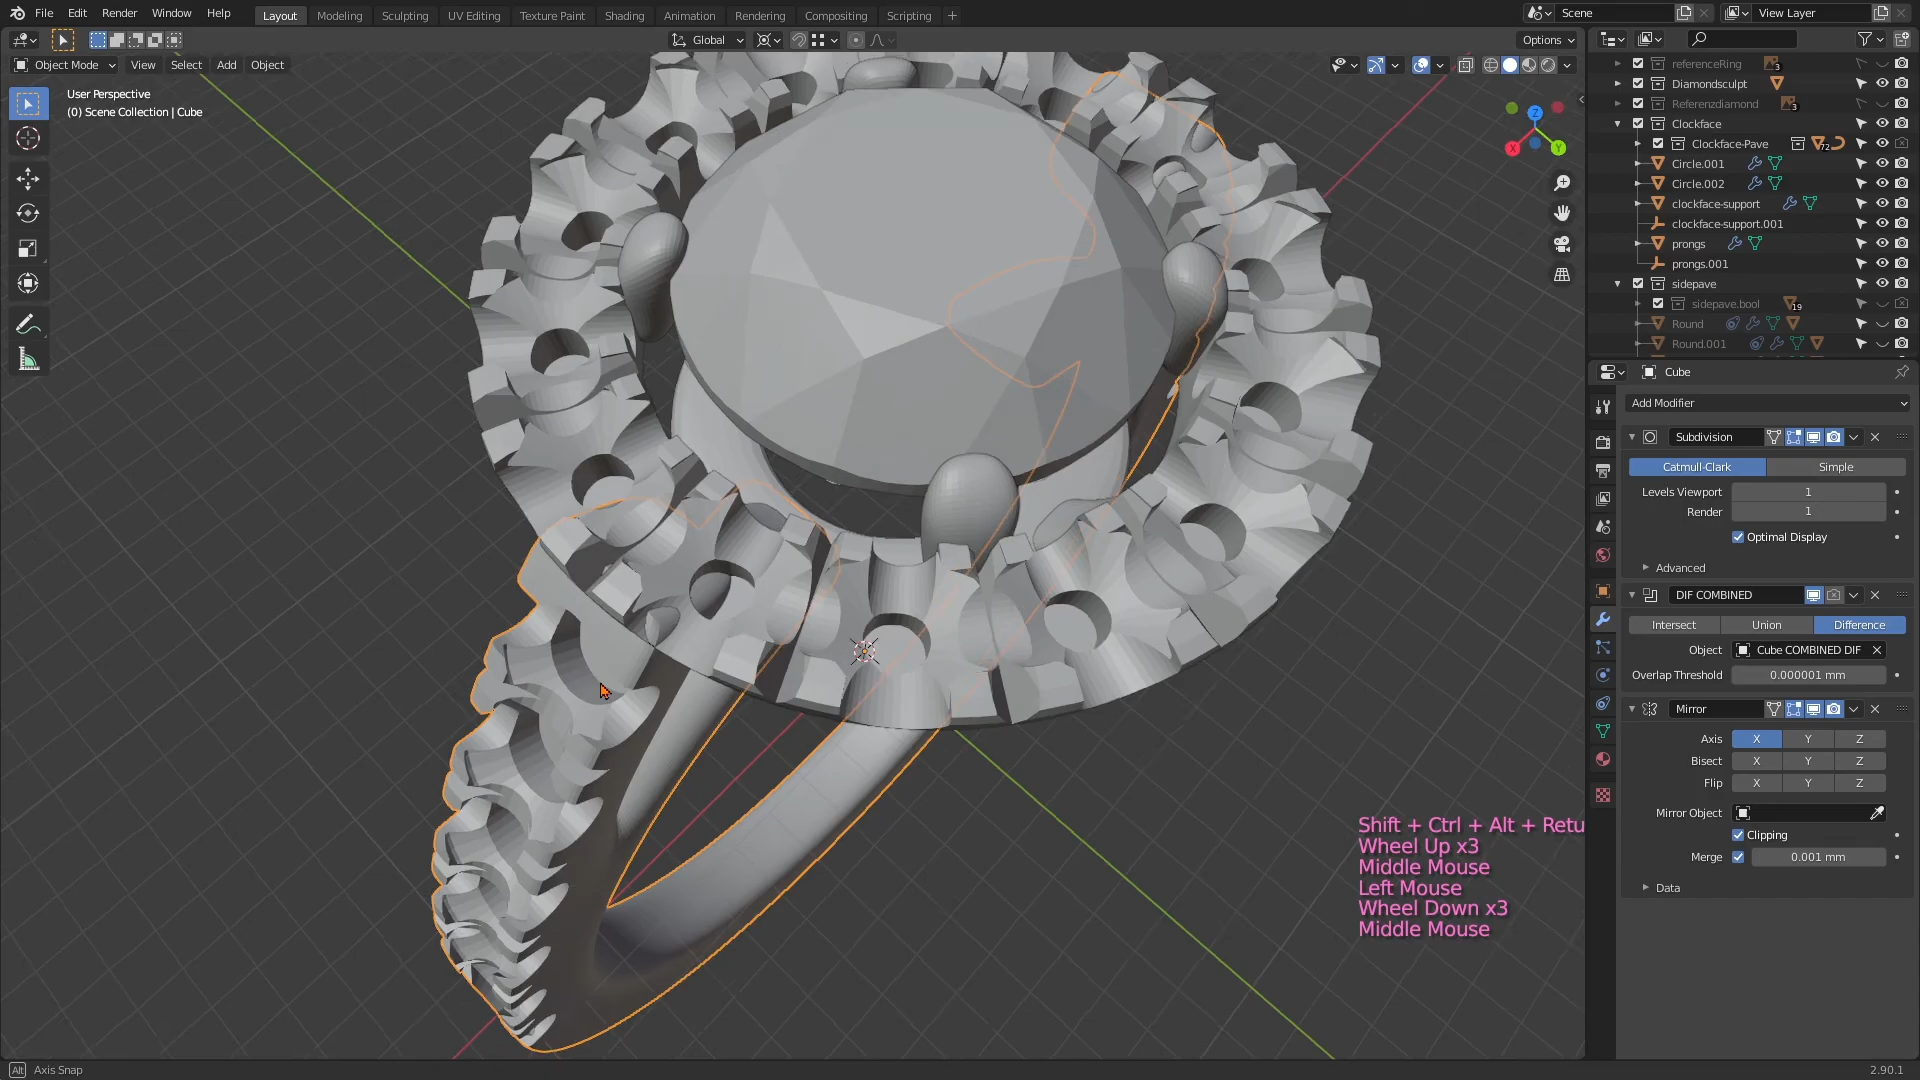 File Edit Render Window Help Layout Modeling Sculpting UV Editing Texture Paint Shading Animation Rendering Compositing Scripting + Scene View Layer
Global Options
Object Mode View Select Add Object
User Perspective
(0) Scene Collection | Cube
Z
X
Y
referenceRing 3
Diamondsculpt
Referenzdiamond 3
Clockface
Clockface-Pave 72
Circle.001
Circle.002
clockface-support
clockface-support.001
prongs
prongs.001
sidepave
sidepave.bool 19
Round
Round.001
Cube
Add Modifier
Subdivision
Catmull-Clark Simple
Levels Viewport 1
Render 1
Optimal Display
Advanced
DIF COMBINED
Intersect Union Difference
Object Cube COMBINED DIF
Overlap Threshold 0.000001 mm
Mirror
Axis X Y Z
Bisect X Y Z
Flip X Y Z
Mirror Object
Clipping
Merge 0.001 mm
Data
Shift + Ctrl + Alt + Retu
Wheel Up x3
Middle Mouse
Left Mouse
Wheel Down x3
Middle Mouse
Alt Axis Snap
2.90.1